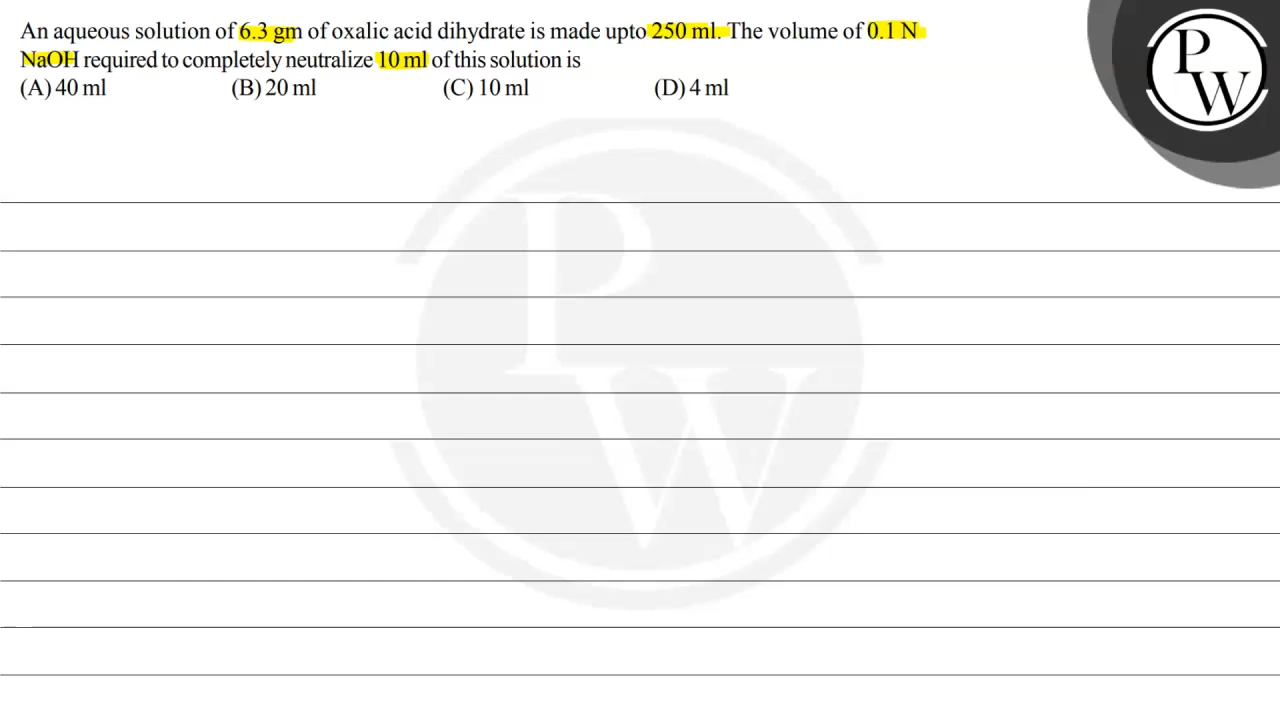 An aqueous solution of 6.3 gm of oxalic acid dihydrate is made upto 250 ml. The volume of 0.1 N
NaOH required to completely neutralize 10 ml of this solution is
(A) 40 ml (B) 20 ml (C) 10 ml (D) 4 ml
P
W
P
W